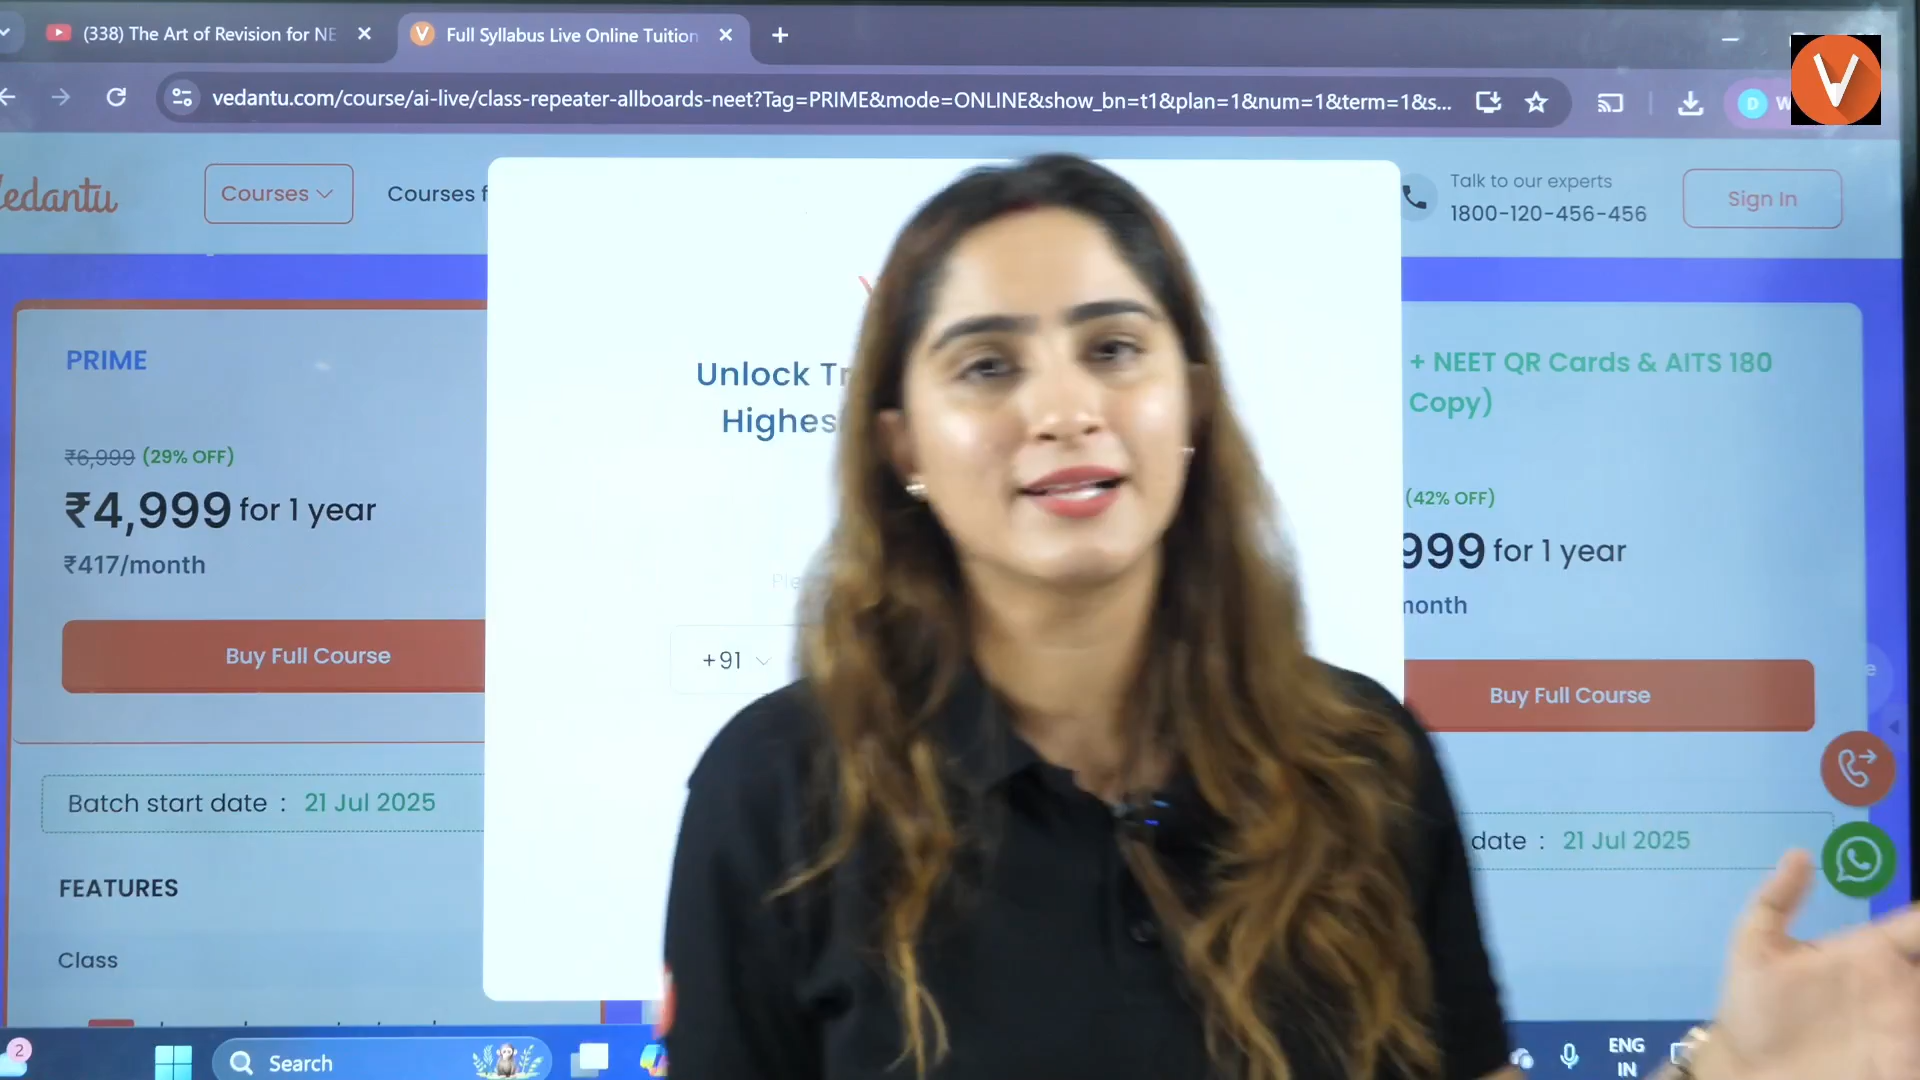 (338) The Art of Revision for NE
Full Syllabus Live Online Tuition
vedantu.com/course/ai-live/class-repeater-allboards-neet?Tag=PRIME&mode=ONLINE&show_bn=t1&plan=1&num=1&term=1&s...
D W
V
Vedantu
Courses
Courses f
Talk to our experts
1800-120-456-456
Sign In
PRIME
₹6,999 (29% OFF)
₹4,999 for 1 year
₹417/month
Buy Full Course
Batch start date : 21 Jul 2025
FEATURES
Class
Unlock Tr
Highes
Ple
+91
+ NEET QR Cards & AITS 180
Copy)
(42% OFF)
999 for 1 year
month
Buy Full Course
date : 21 Jul 2025
2
Search
ENG
IN